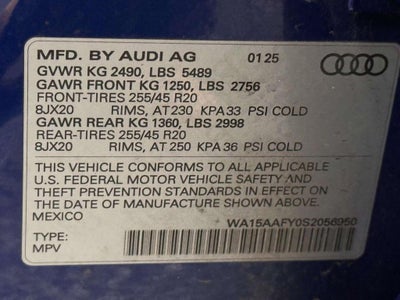 MFD. BY AUDI AG 01 25
GVWR KG 2490, LBS 5489
GAWR FRONT KG 1250, LBS 2756
FRONT-TIRES 255/45 R20
8JX20 RIMS, AT 230 KPA 33 PSI COLD
GAWR REAR KG 1360, LBS 2998
REAR-TIRES 255/45 R20
8JX20 RIMS, AT 250 KPA 36 PSI COLD
THIS VEHICLE CONFORMS TO ALL APPLICABLE
U.S. FEDERAL MOTOR VEHICLE SAFETY AND
THEFT PREVENTION STANDARDS IN EFFECT ON
THE DATE OF MANUFACTURE SHOWN ABOVE.
MEXICO
WA15AAFY0S2056950
TYPE:
MPV